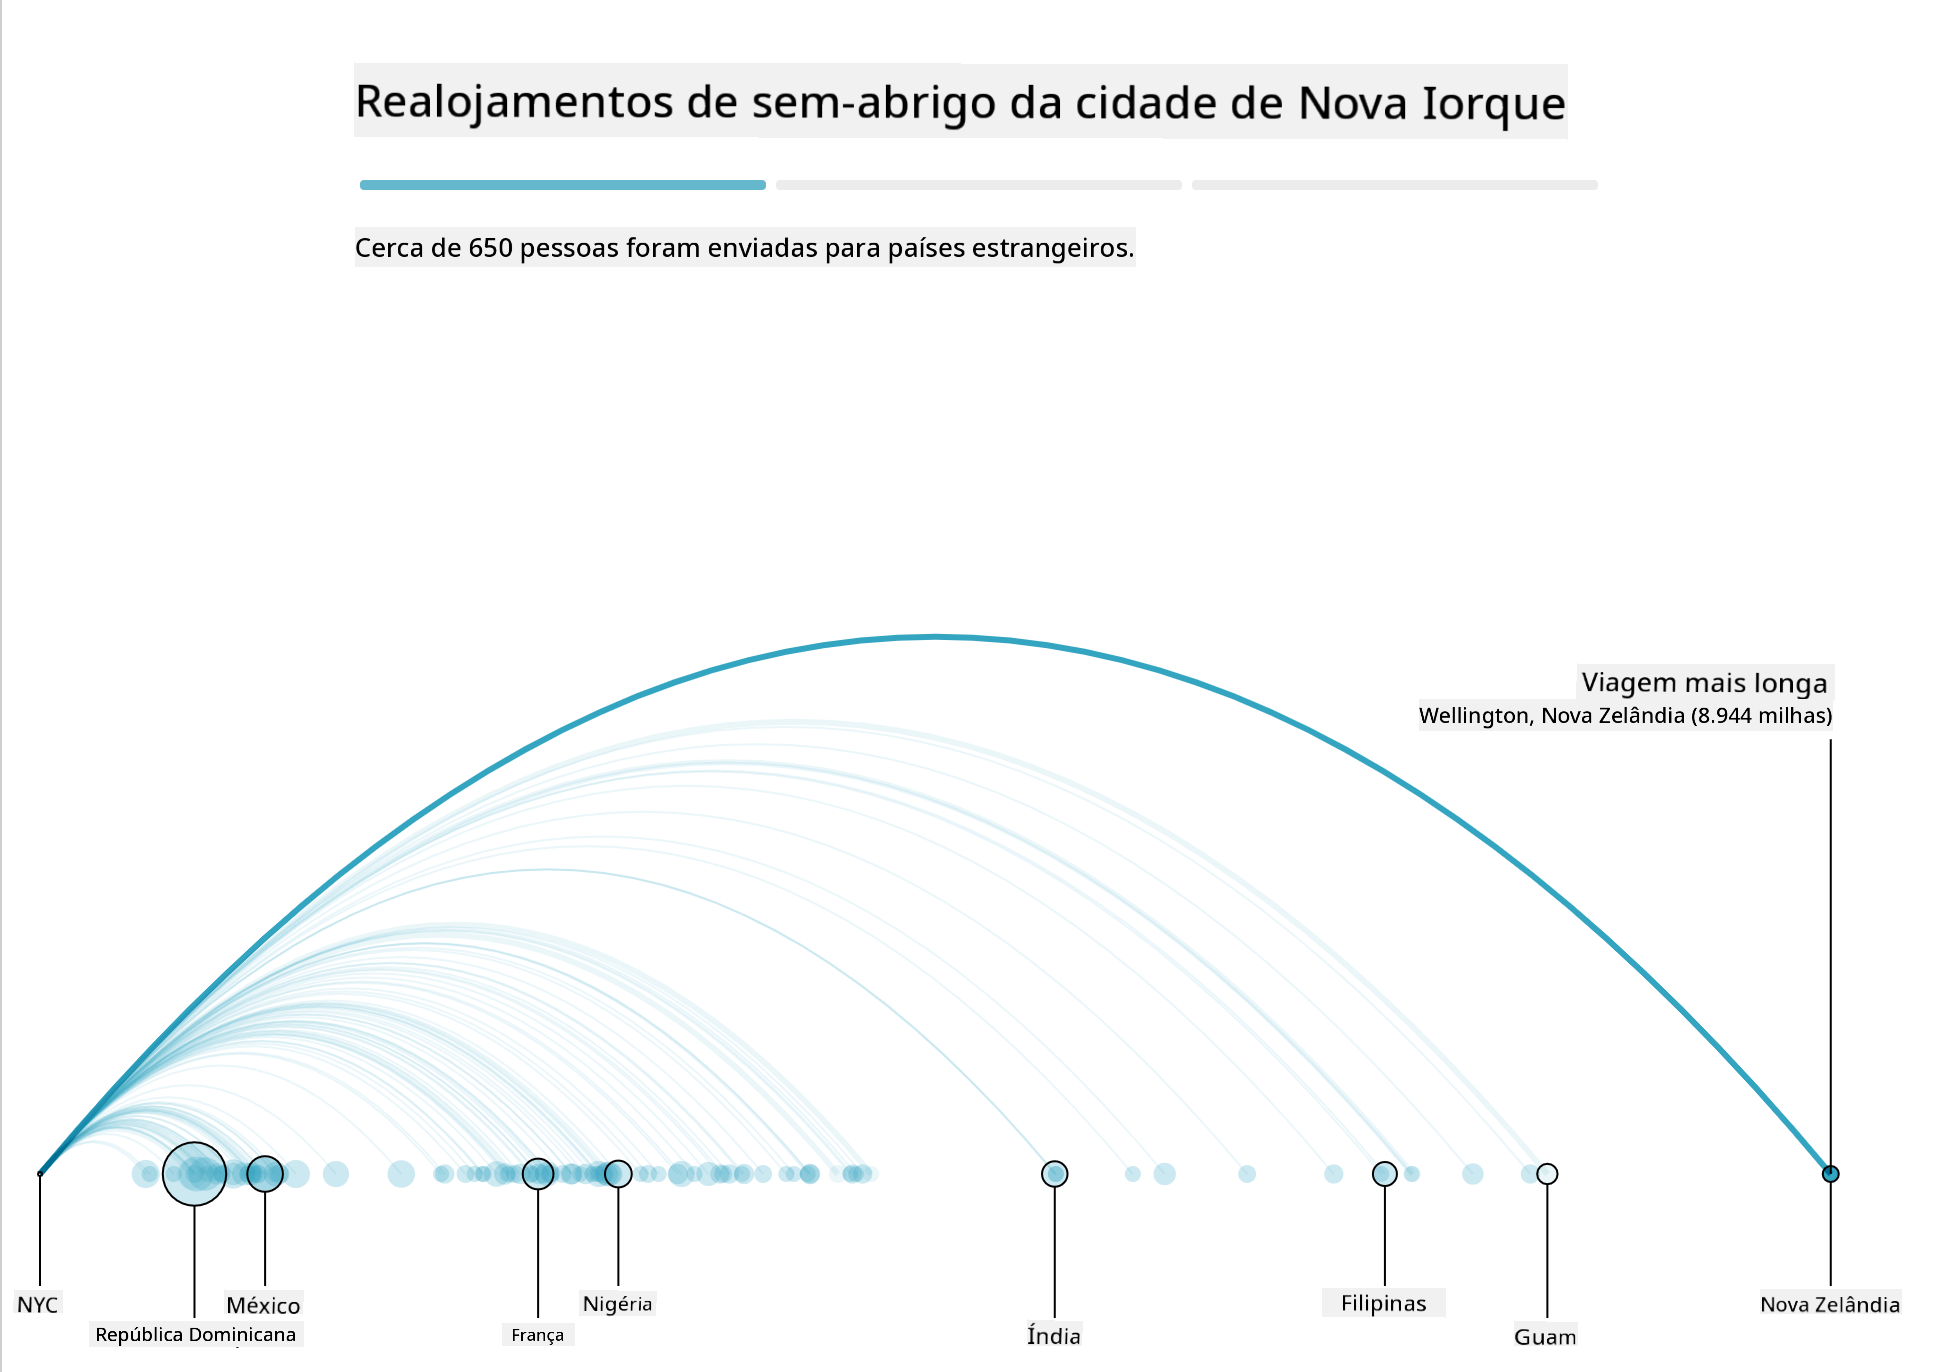 Realojamentos de sem-abrigo da cidade de Nova Iorque
Cerca de 650 pessoas foram enviadas para países estrangeiros.
Viagem mais longa
Wellington, Nova Zelândia (8.944 milhas)
NYC
República Dominicana
México
França
Nigéria
Índia
Filipinas
Guam
Nova Zelândia